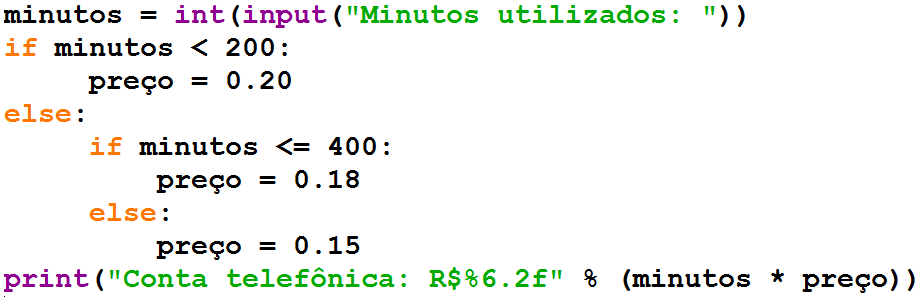 minutos = int(input("Minutos utilizados: "))
if minutos < 200:
     preço = 0.20
else:
     if minutos <= 400:
         preço = 0.18
     else:
         preço = 0.15
print("Conta telefônica: R$%6.2f" % (minutos * preço))